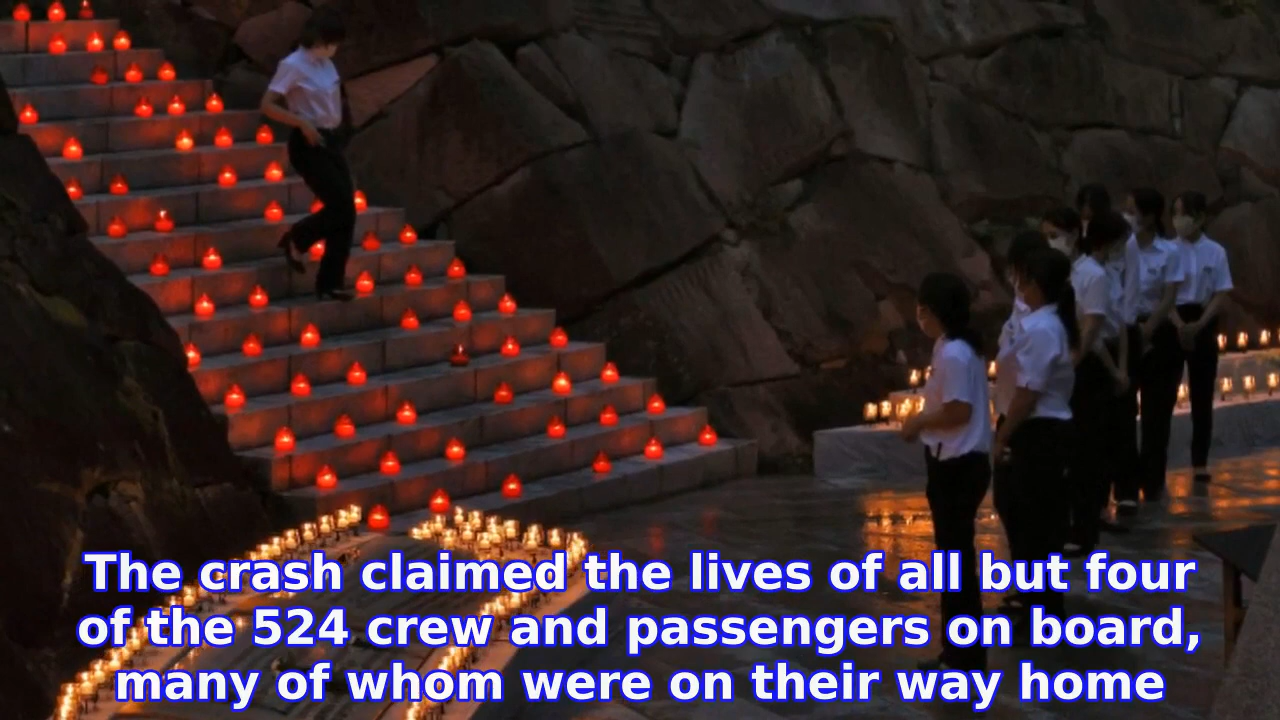 The crash claimed the lives of all but four
of the 524 crew and passengers on board,
many of whom were on their way home